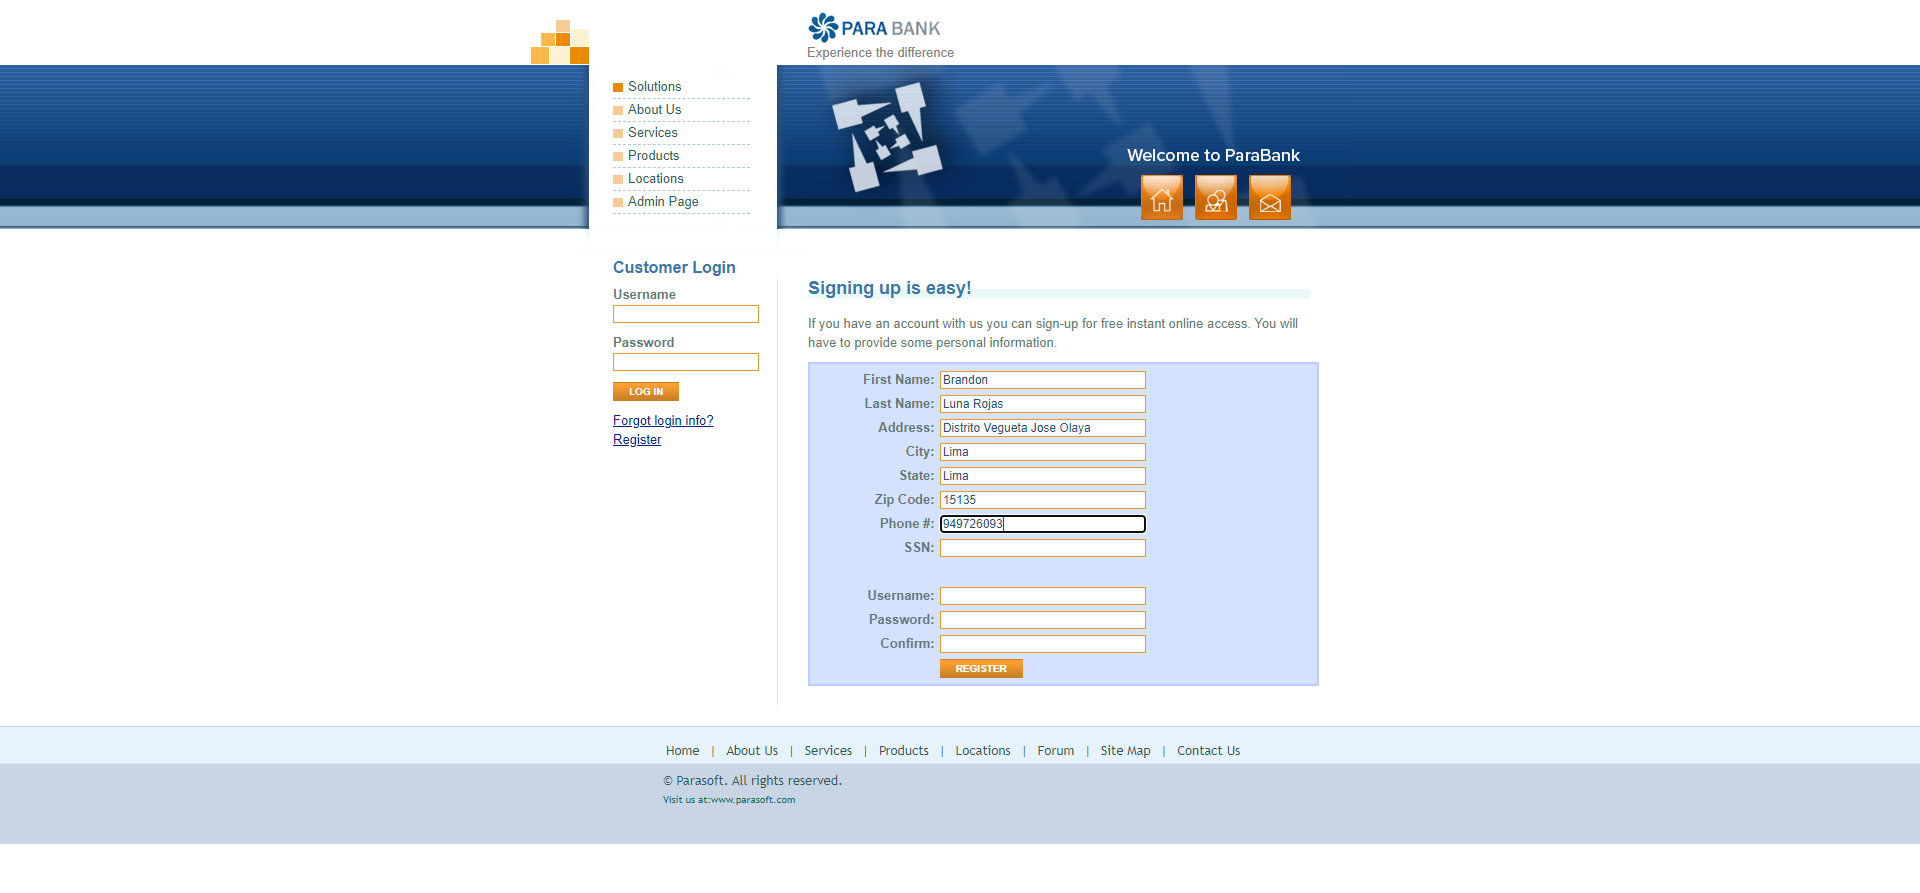 PARA BANK
Experience the difference
Solutions
About Us
Services
Products
Locations
Admin Page
Welcome to ParaBank
Customer Login
Username
Password
LOG IN
Forgot login info?
Register
Signing up is easy!
If you have an account with us you can sign-up for free instant online access. You will
have to provide some personal information.
First Name: Brandon
Last Name: Luna Rojas
Address: Distrito Vegueta Jose Olaya
City: Lima
State: Lima
Zip Code: 15135
Phone #: 949726093
SSN:
Username:
Password:
Confirm:
REGISTER
Home | About Us | Services | Products | Locations | Forum | Site Map | Contact Us
© Parasoft. All rights reserved.
Visit us at:www.parasoft.com